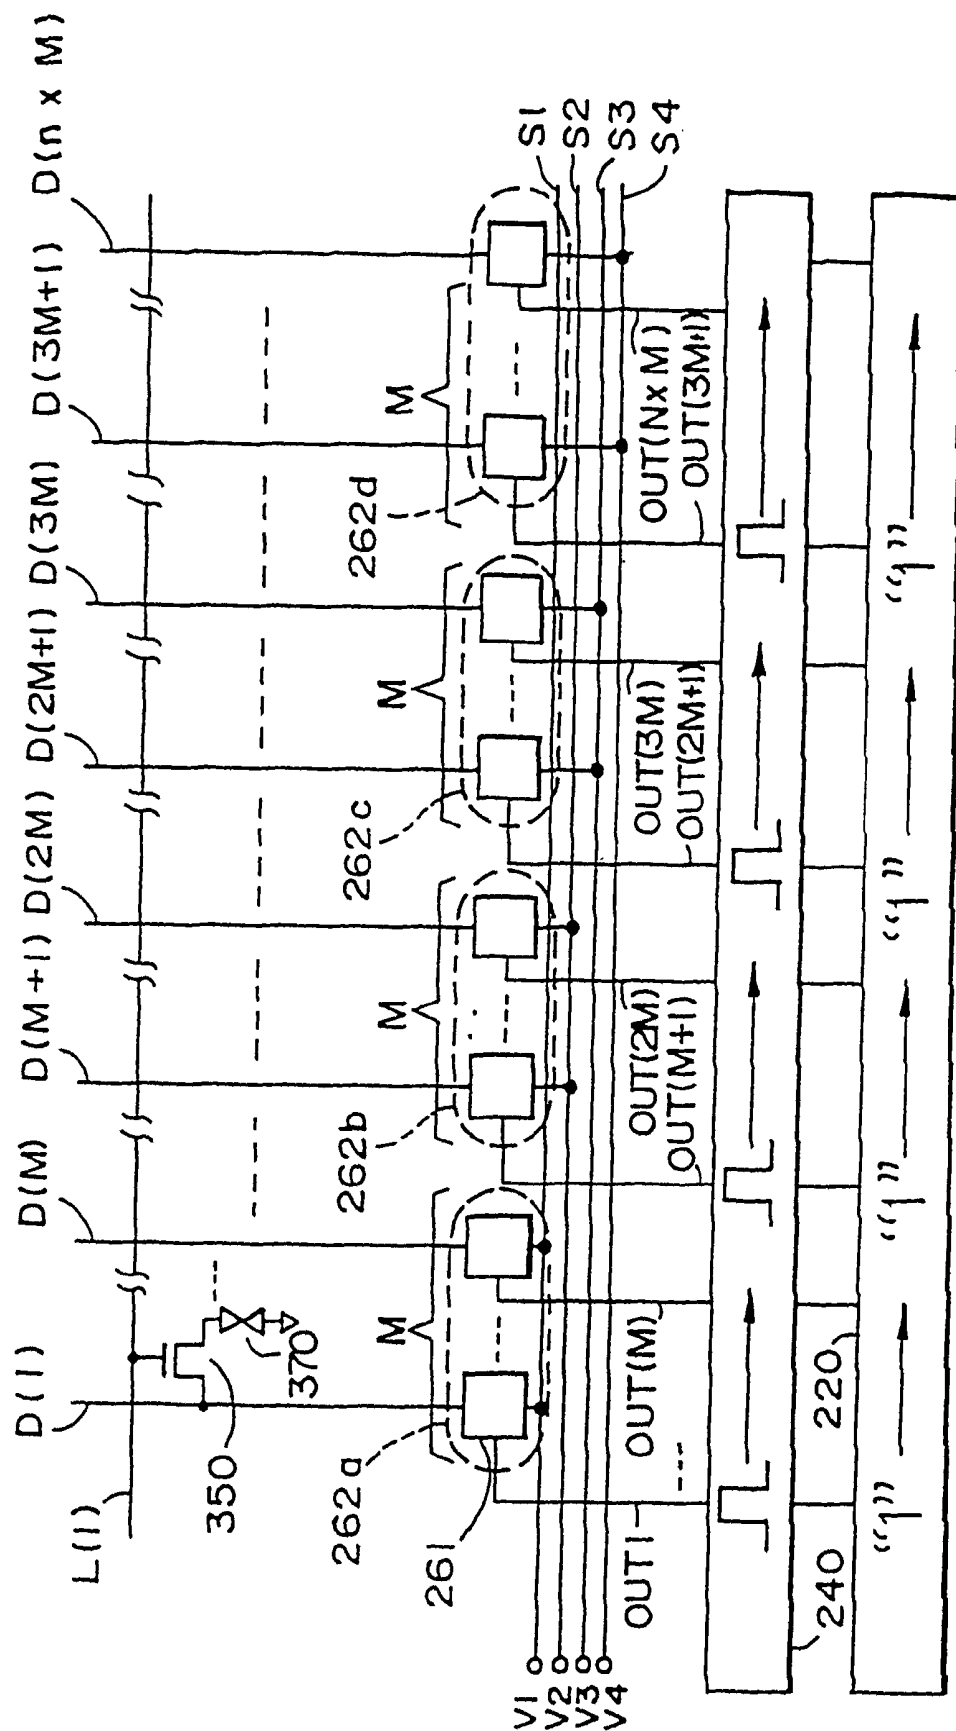 D(1) D(M) D(M+1) D(2M) D(2M+1) D(3M) D(3M+1) D(n x M)
L(1)
350
370
262a M 262b M 262c M 262d M
261
S1
S2
S3
S4
V1
V2
V3
V4
OUT1 OUT(M) OUT(2M) OUT(3M) OUT(N x M)
OUT(M+1) OUT(2M+1) OUT(3M+1)
240
220
"1" "1" "1" "1"